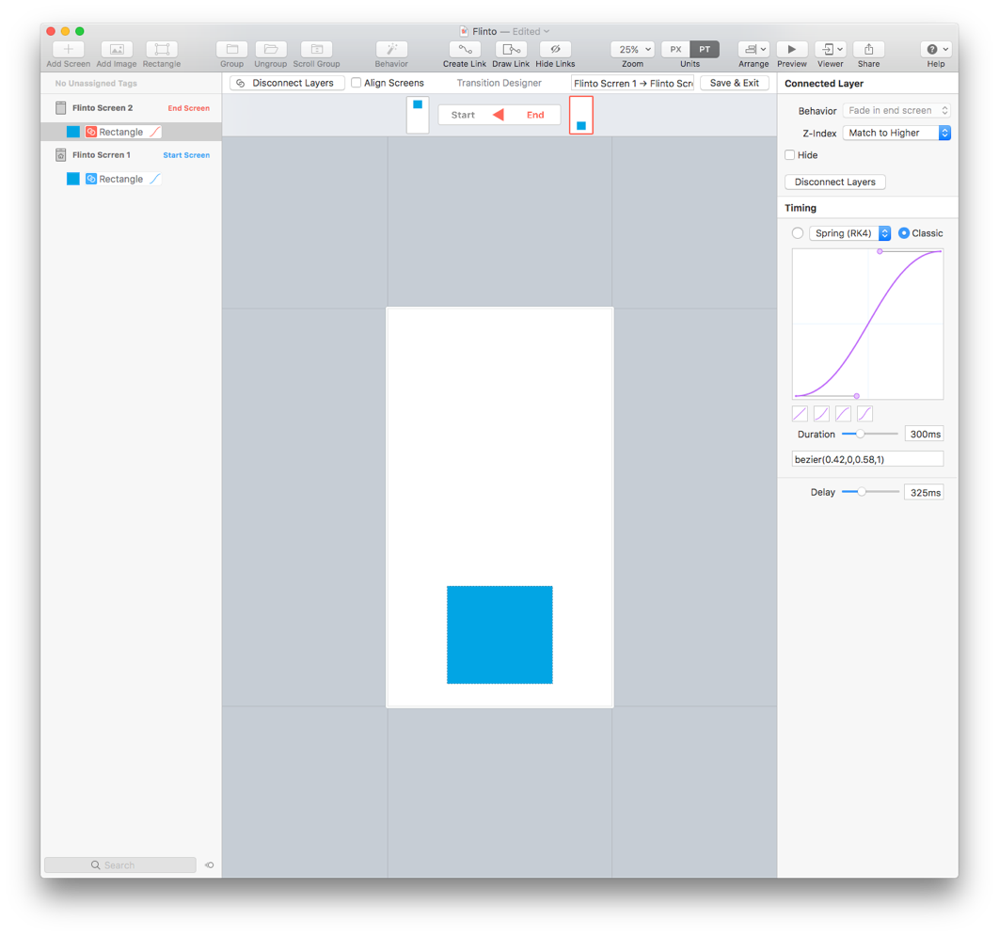 Flinto — Edited
25% PX PT
Add Screen Add Image Rectangle Group Ungroup Scroll Group Behavior Create Link Draw Link Hide Links Zoom Units Arrange Preview Viewer Share Help
No Unassigned Tags
Disconnect Layers Align Screens Transition Designer Flinto Scrren 1 → Flinto Scr Save & Exit
Connected Layer
Flinto Screen 2 End Screen
Rectangle
Flinto Scrren 1 Start Screen
Rectangle
Start End
Behavior Fade in end screen
Z-Index Match to Higher
Hide
Disconnect Layers
Timing
Spring (RK4) Classic
Duration 300ms
bezier(0.42,0,0.58,1)
Delay 325ms
Search